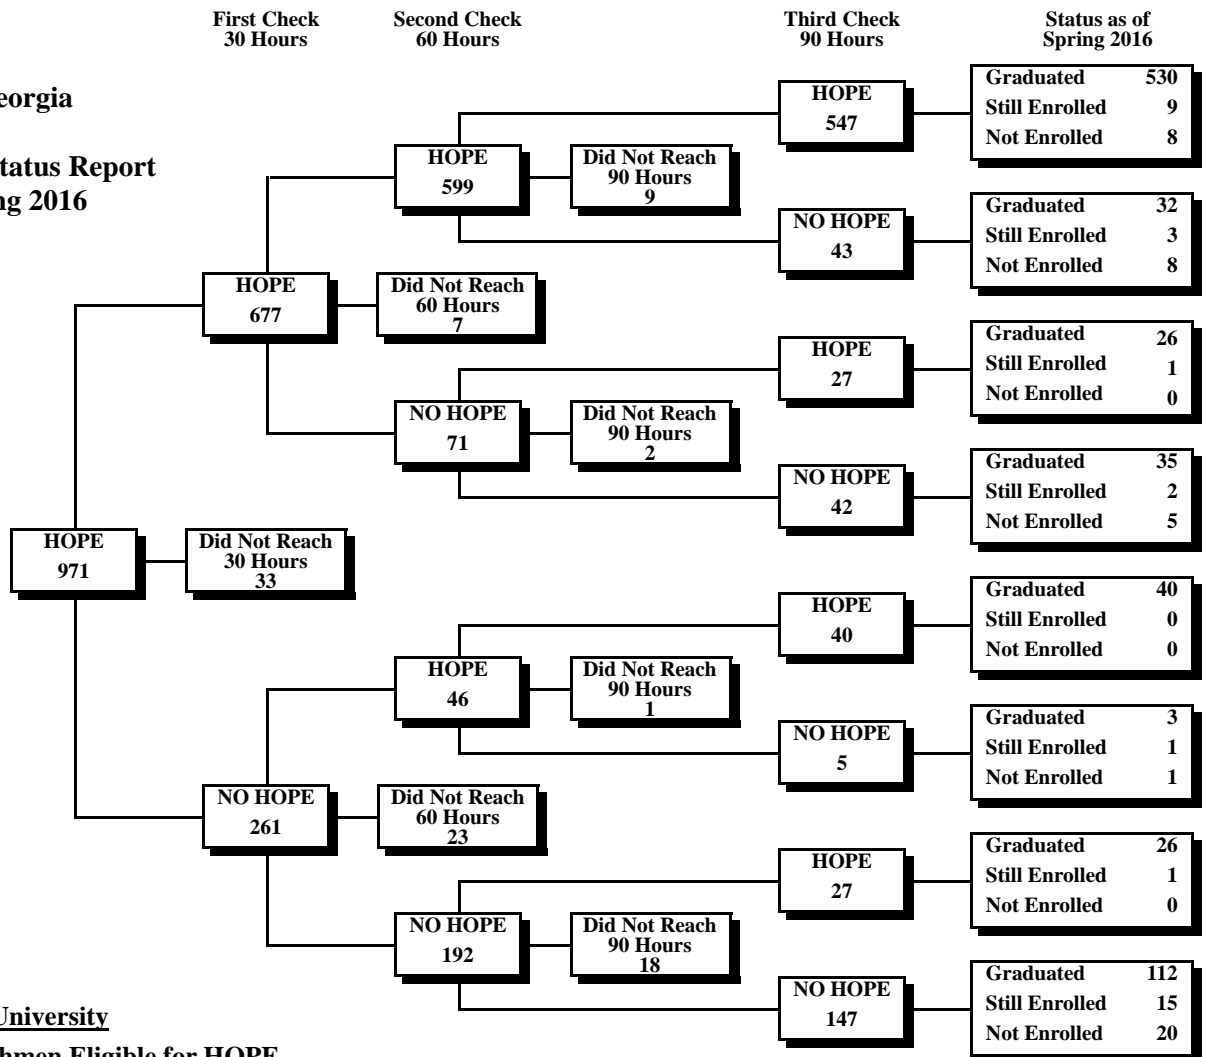 First Check
30 Hours
Second Check
60 Hours
Third Check
90 Hours
Status as of
Spring 2016
Status Report
2016
HOPE
971
Did Not Reach
30 Hours
33
HOPE
677
Did Not Reach
60 Hours
7
NO HOPE
261
Did Not Reach
60 Hours
23
HOPE
599
Did Not Reach
90 Hours
9
NO HOPE
71
Did Not Reach
90 Hours
2
HOPE
46
Did Not Reach
90 Hours
1
NO HOPE
192
Did Not Reach
90 Hours
18
HOPE
547
Graduated 530
Still Enrolled 9
Not Enrolled 8
NO HOPE
43
Graduated 32
Still Enrolled 3
Not Enrolled 8
HOPE
27
Graduated 26
Still Enrolled 1
Not Enrolled 0
NO HOPE
42
Graduated 35
Still Enrolled 2
Not Enrolled 5
HOPE
40
Graduated 40
Still Enrolled 0
Not Enrolled 0
NO HOPE
5
Graduated 3
Still Enrolled 1
Not Enrolled 1
HOPE
27
Graduated 26
Still Enrolled 1
Not Enrolled 0
NO HOPE
147
Graduated 112
Still Enrolled 15
Not Enrolled 20
University
Eligible for HOPE